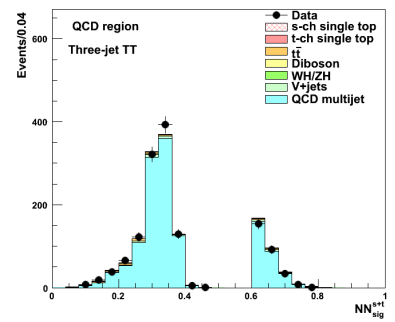 Events/0.04
600
400
200
0
QCD region
Three-jet TT
Data
s-ch single top
t-ch single top
tt̄
Diboson
WH/ZH
V+jets
QCD multijet
0 0.2 0.4 0.6 0.8 1
NN^{s+t}_{sig}